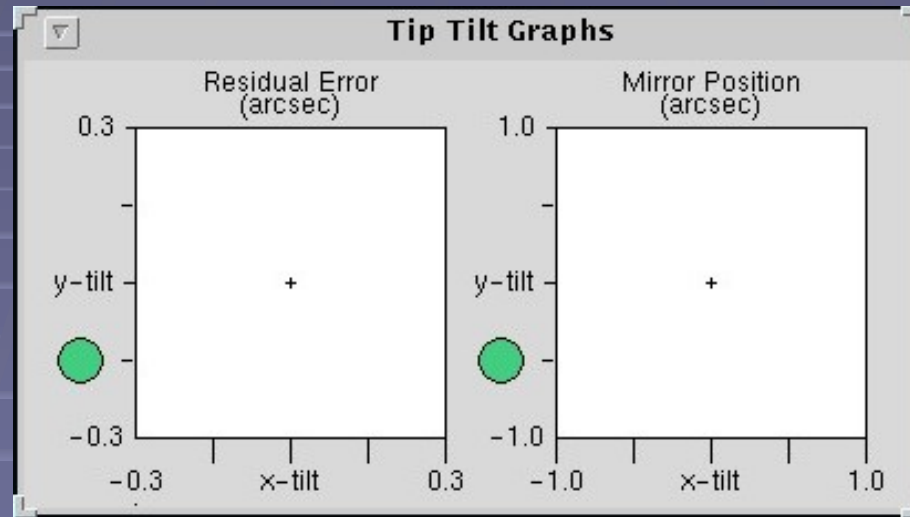 Tip Tilt Graphs
Residual Error
(arcsec)
0.3
y-tilt
-0.3
-0.3 x-tilt 0.3
Mirror Position
(arcsec)
1.0
y-tilt
-1.0
-1.0 x-tilt 1.0